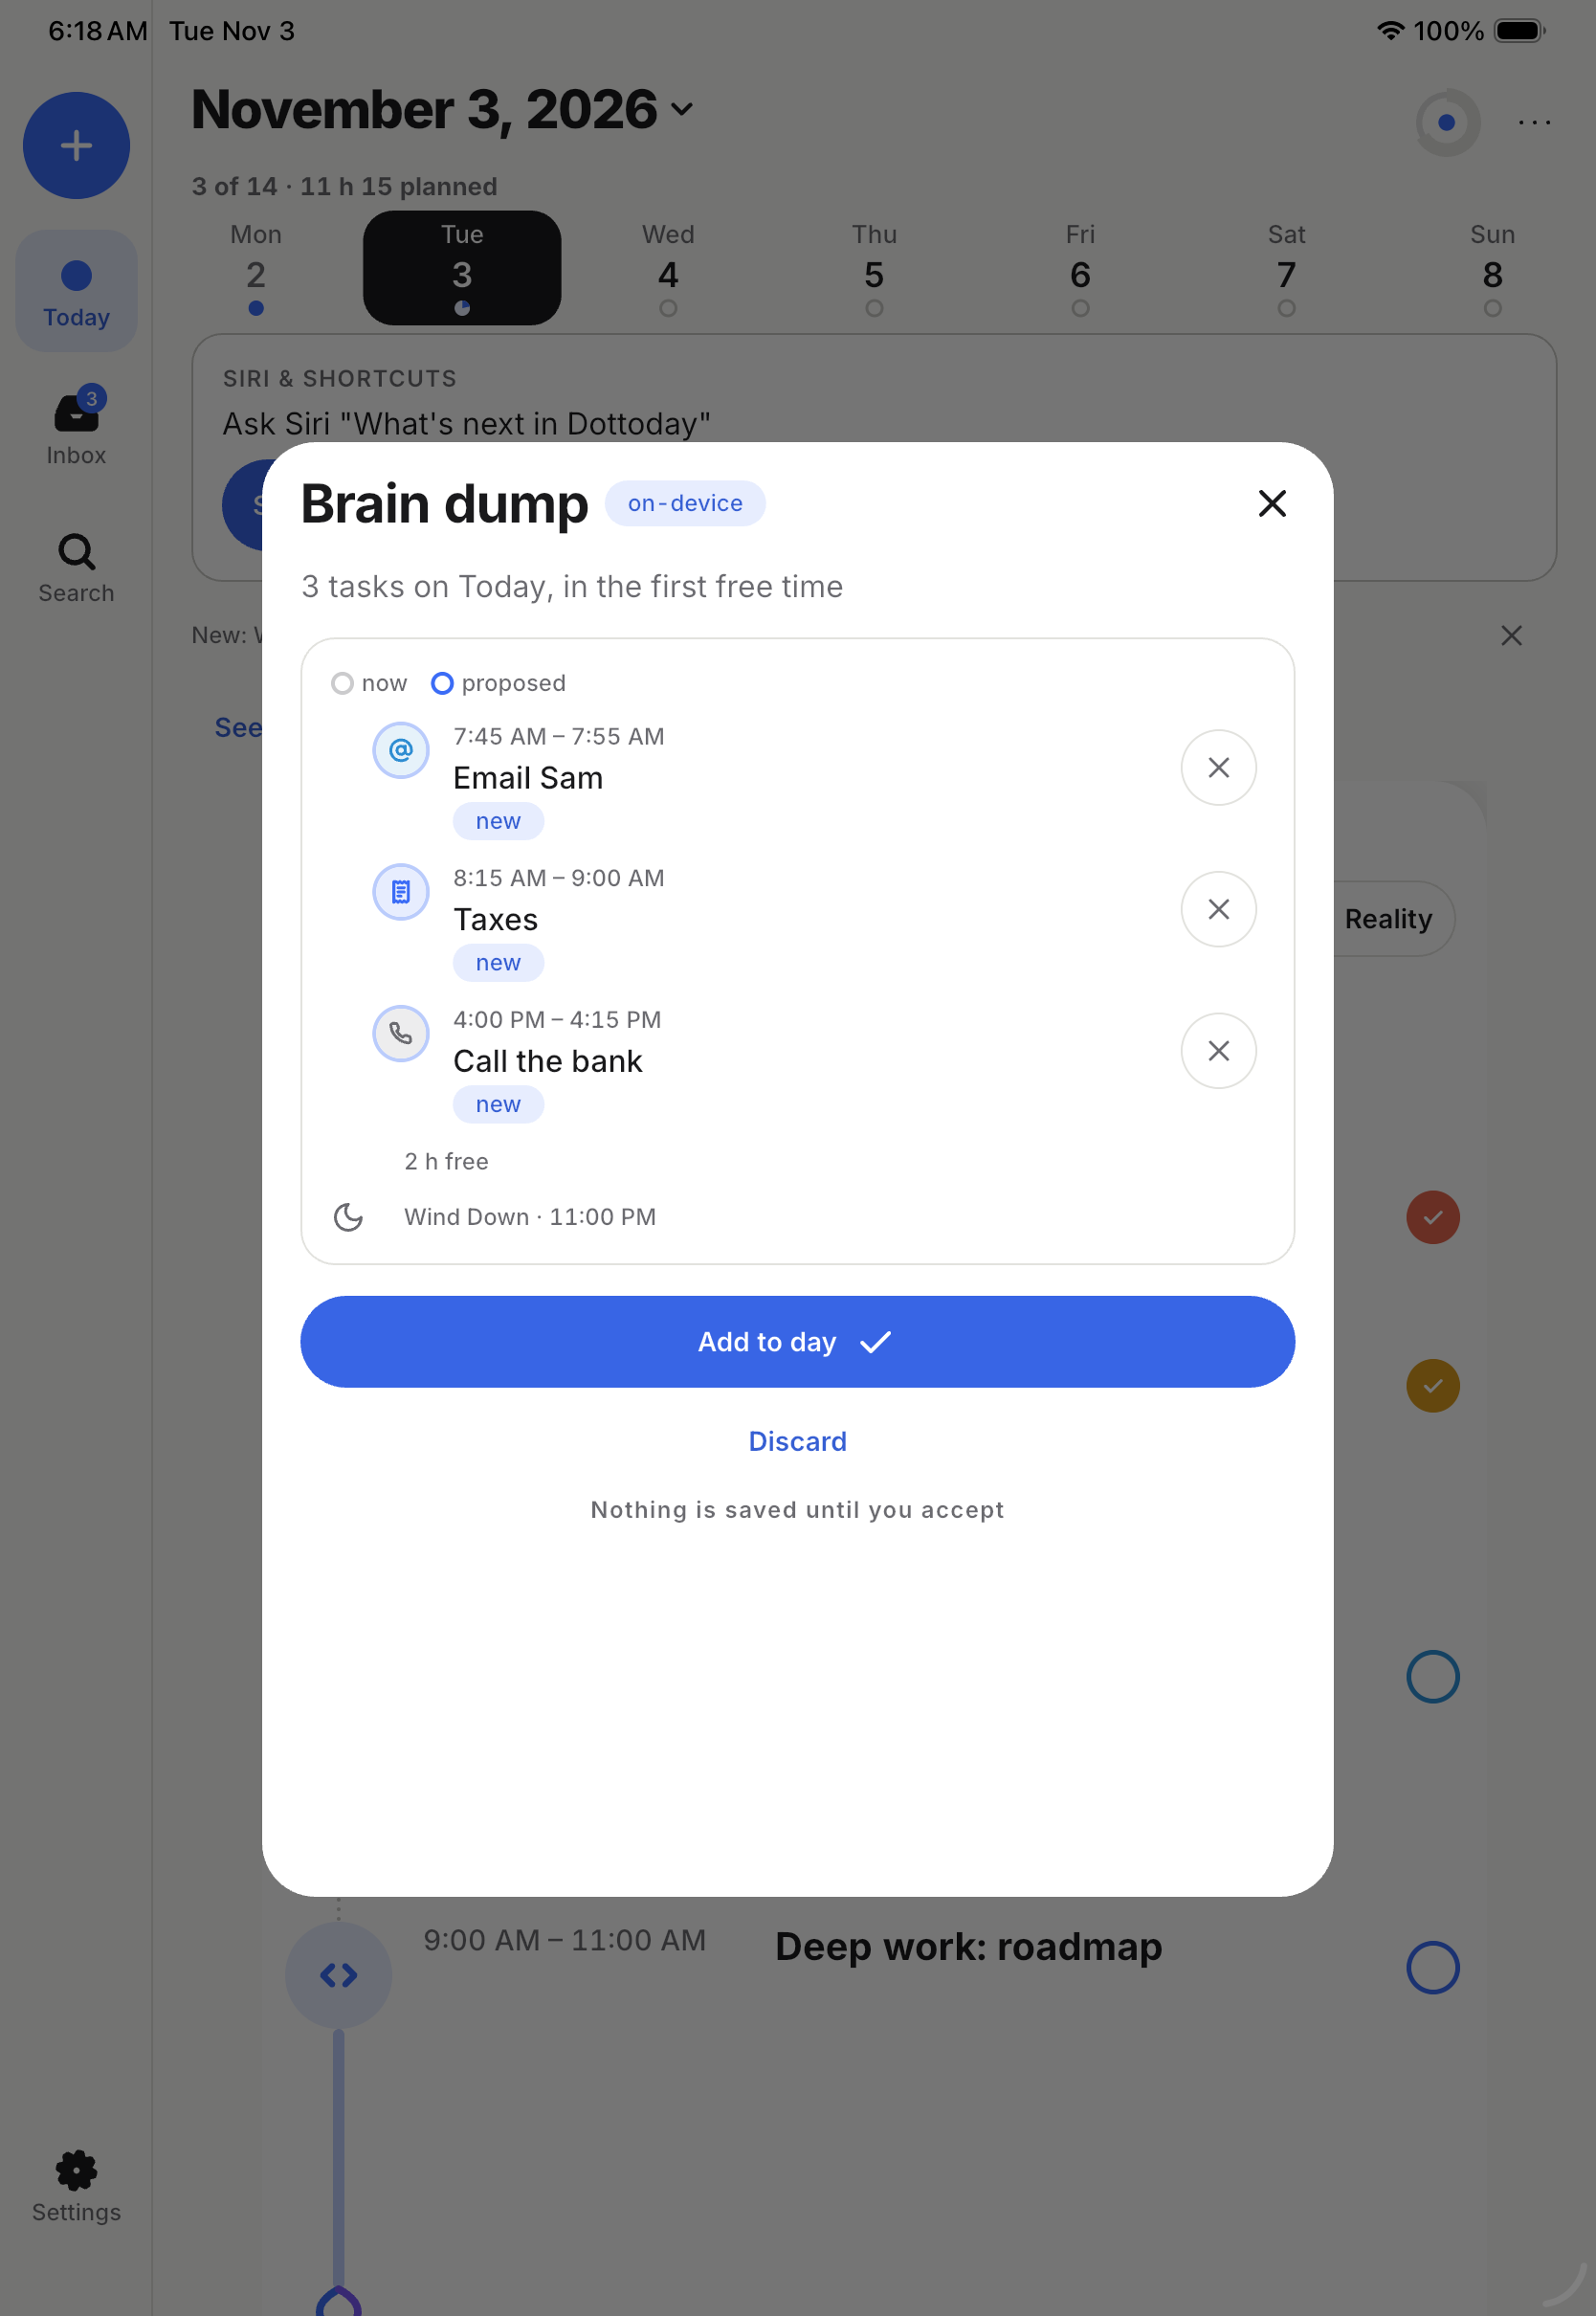 6:18 AM Tue Nov 3
100%
November 3, 2026
3 of 14 · 11 h 15 planned
Mon Tue Wed Thu Fri Sat Sun
2 3 4 5 6 7 8
Today
3
Inbox
Search
Settings
SIRI & SHORTCUTS
Ask Siri "What's next in Dottoday"
New:
See
Reality
Brain dump on-device
3 tasks on Today, in the first free time
now proposed
7:45 AM – 7:55 AM
Email Sam
new
8:15 AM – 9:00 AM
Taxes
new
4:00 PM – 4:15 PM
Call the bank
new
2 h free
Wind Down · 11:00 PM
Add to day
Discard
Nothing is saved until you accept
9:00 AM – 11:00 AM Deep work: roadmap